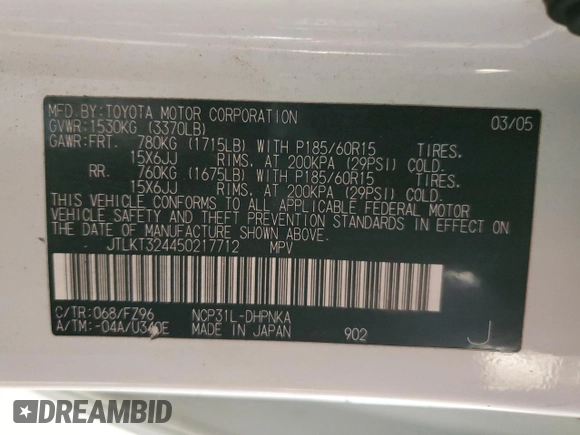 MFD.BY:TOYOTA MOTOR CORPORATION 03/05
GVWR:1530KG (3370LB)
GAWR:FRT. 780KG (1715LB) WITH P185/60R15 TIRES.
15X6JJ RIMS. AT 200KPA (29PSI) COLD.
RR. 760KG (1675LB) WITH P185/60R15 TIRES.
15X6JJ RIMS. AT 200KPA (29PSI) COLD.
THIS VEHICLE CONFORMS TO ALL APPLICABLE FEDERAL MOTOR
VEHICLE SAFETY AND THEFT PREVENTION STANDARDS IN EFFECT ON
THE DATE OF MANUFACTURE SHOWN ABOVE.
JTLKT324450217712 MPV
C/TR:068/FZ96 NCP31L-DHPNKA
A/TM:-04A/U340E MADE IN JAPAN 902 J
DREAMBID